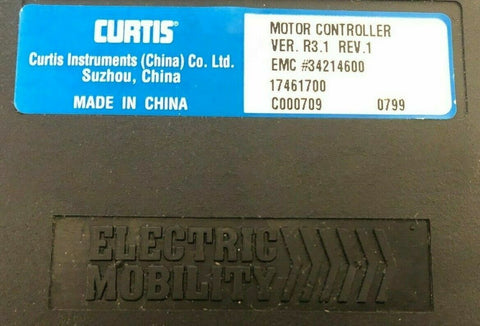 CURTIS®
Curtis Instruments (China) Co. Ltd.
Suzhou, China
MADE IN CHINA
MOTOR CONTROLLER
VER. R3.1 REV.1
EMC #34214600
17461700
C000709 0799
ELECTRIC
MOBILITY